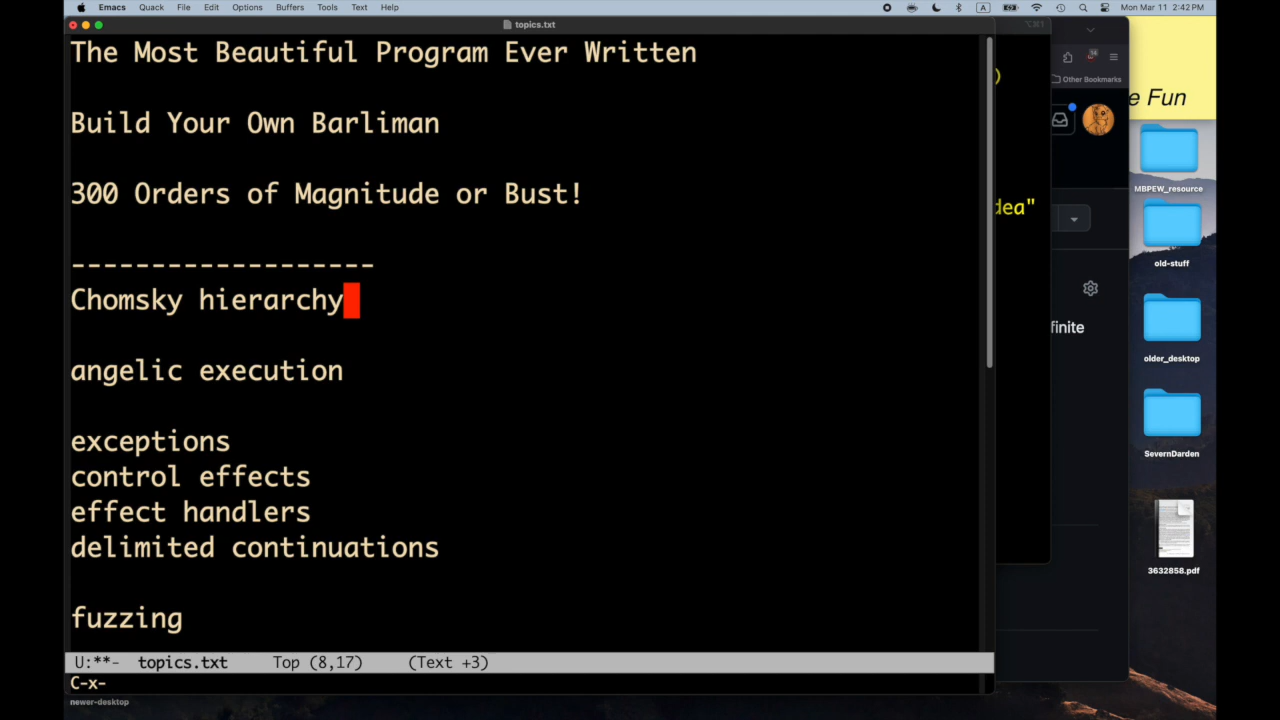 Emacs Quack File Edit Options Buffers Tools Text Help A Mon Mar 11 2:42 PM
topics.txt
⌥⌘1
The Most Beautiful Program Ever Written
Build Your Own Barliman
300 Orders of Magnitude or Bust!
-------------------
Chomsky hierarchy
angelic execution
exceptions
control effects
effect handlers
delimited continuations
fuzzing
U:**- topics.txt Top (8,17) (Text +3)
C-x-
newer-desktop
)
dea"
Other Bookmarks
finite
e Fun
MBPEW_resource
old-stuff
older_desktop
SevernDarden
3632858.pdf